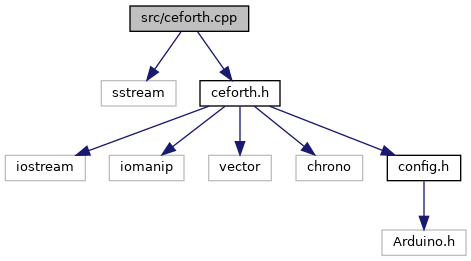 src/ceforth.cpp
sstream
ceforth.h
iostream
iomanip
vector
chrono
config.h
Arduino.h